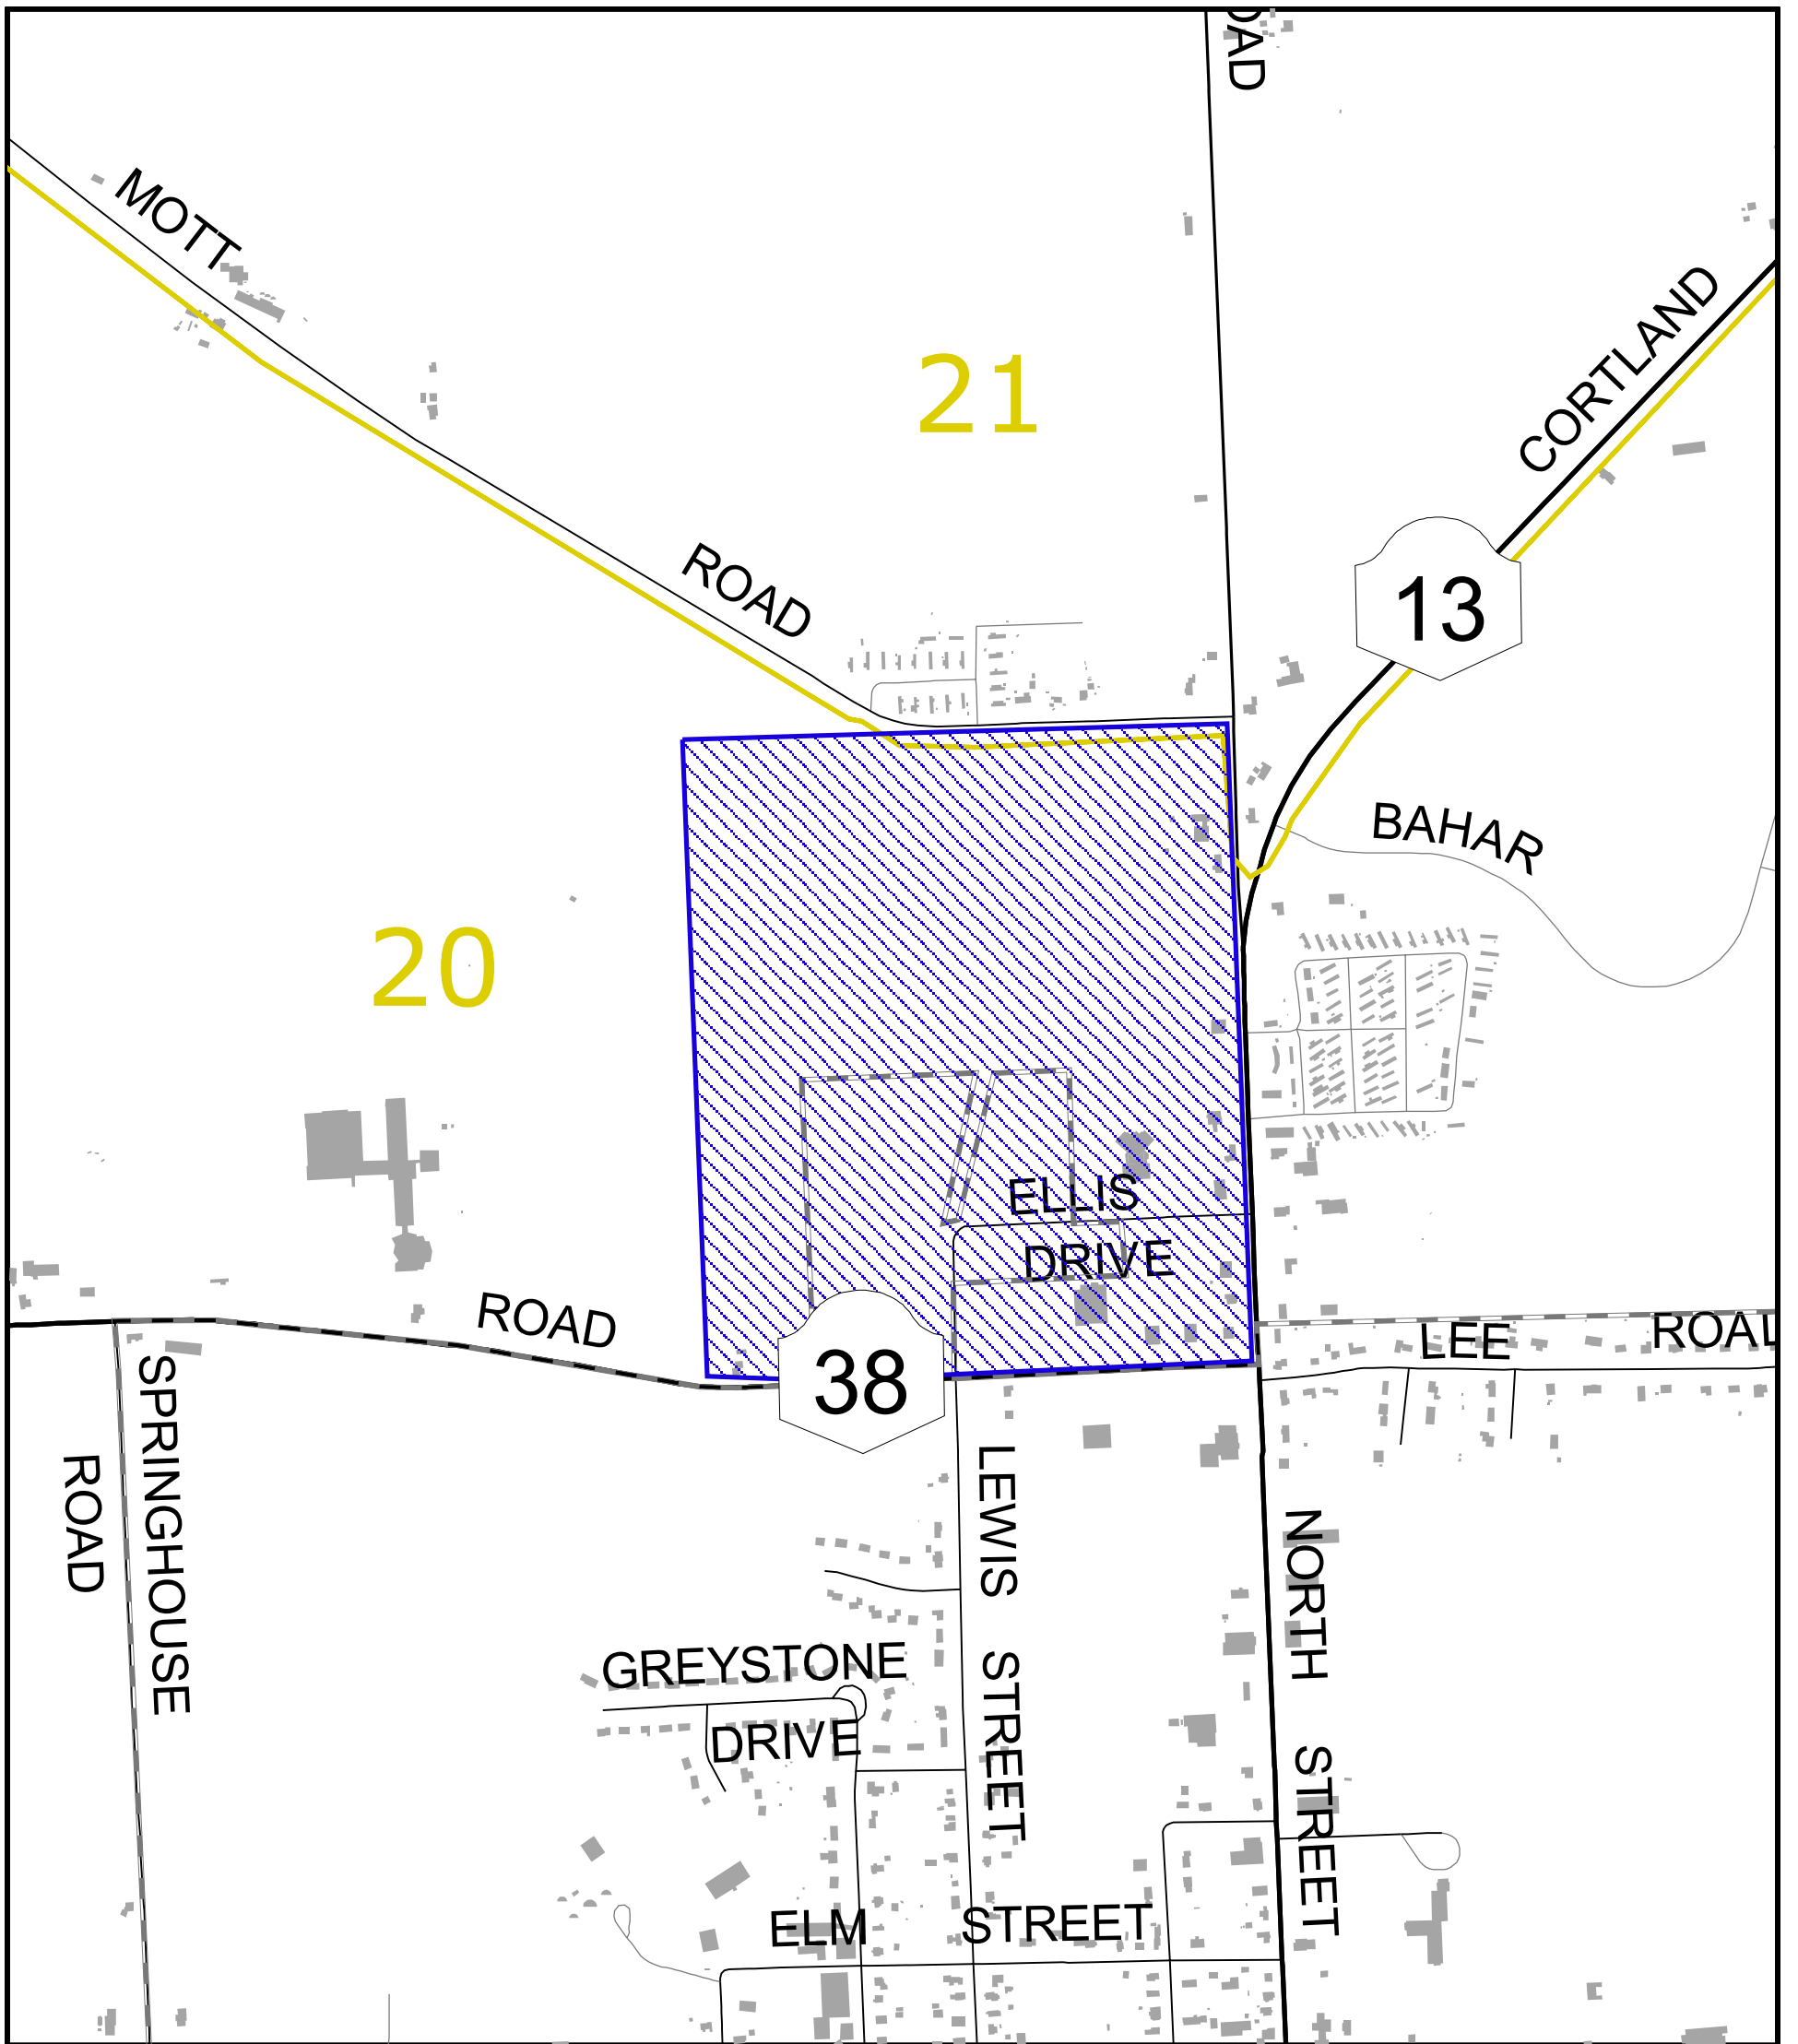 OAD
MOTT
CORTLAND
21
ROAD
13
BAHAR
20
ELLIS
DRIVE
ROAD
LEE ROAD
38
SPRINGHOUSE
ROAD
LEWIS STREET
NORTH STREET
GREYSTONE
DRIVE
ELM STREET